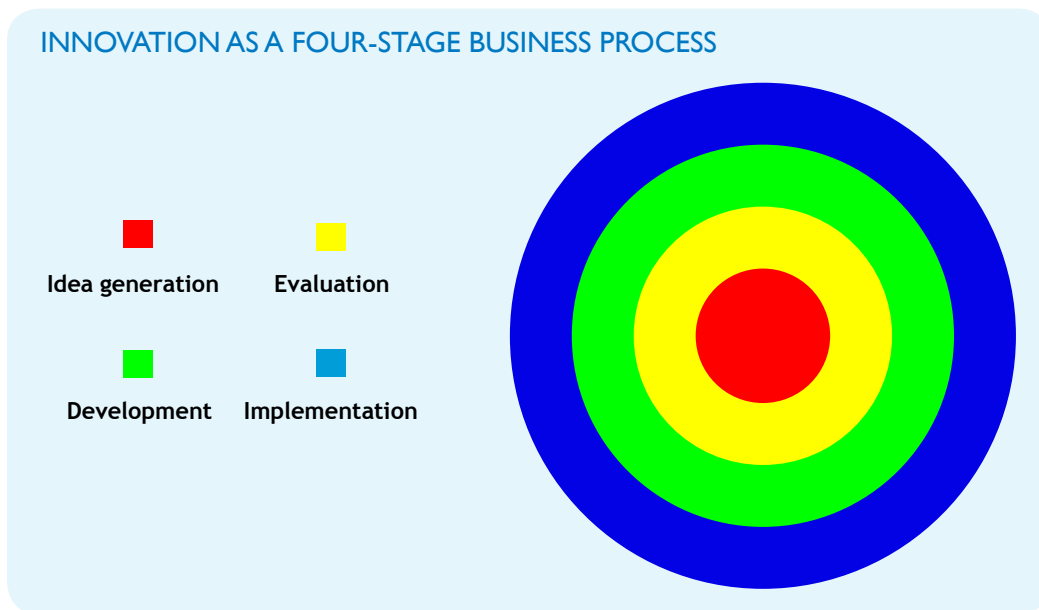 INNOVATION AS A FOUR-STAGE BUSINESS PROCESS
Idea generation
Evaluation
Development
Implementation